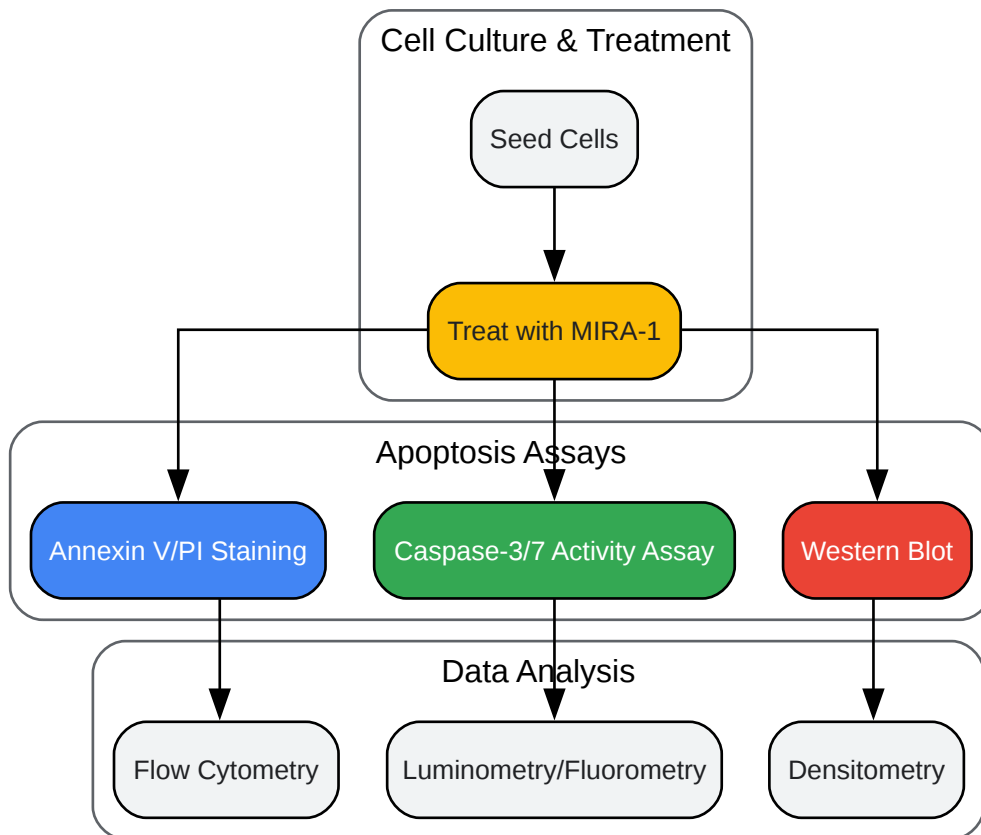 Cell Culture & Treatment
Seed Cells
Treat with MIRA-1
Apoptosis Assays
Annexin V/PI Staining
Caspase-3/7 Activity Assay
Western Blot
Data Analysis
Flow Cytometry
Luminometry/Fluorometry
Densitometry